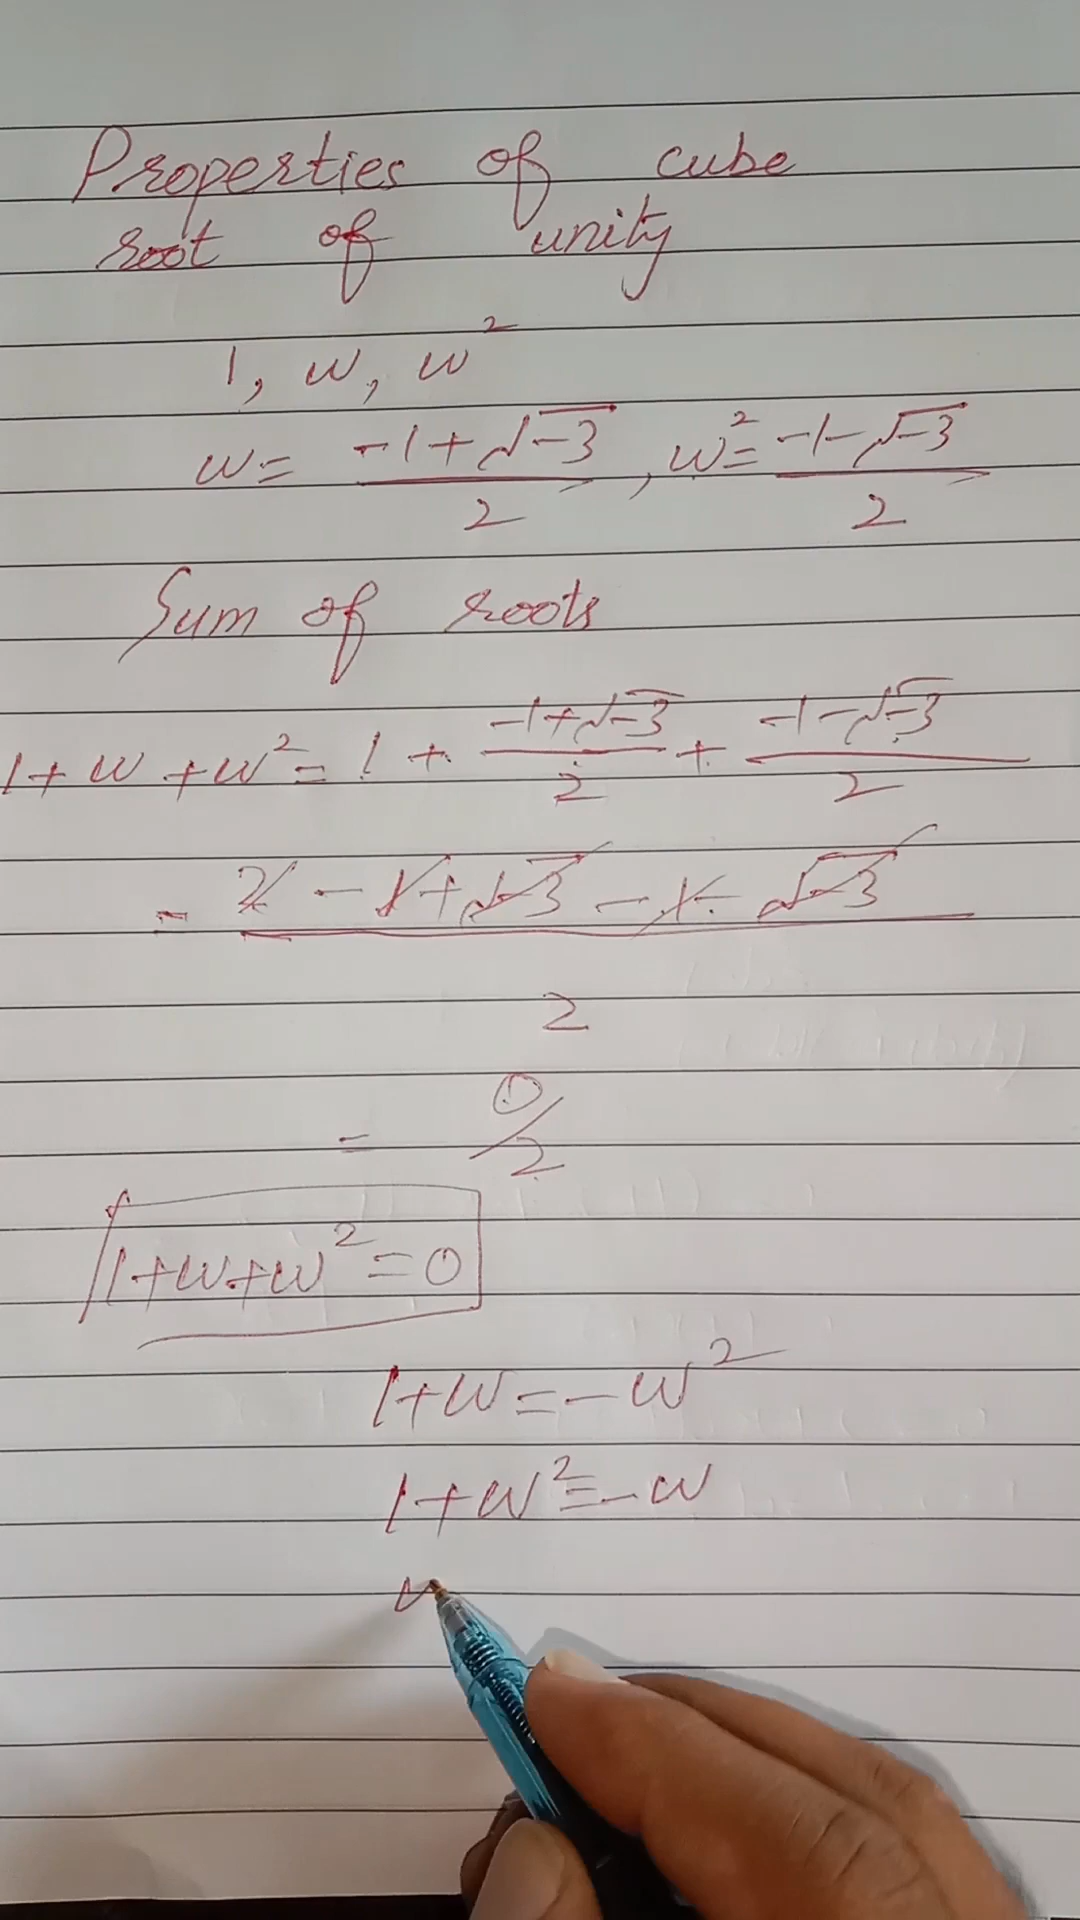 Properties of cube
root of unity
1, w, w²
w = (-1+√-3)/2 , w² = (-1-√-3)/2
Sum of roots
1+w+w² = 1 + (-1+√-3)/2 + (-1-√-3)/2
= (2-1+√-3-1-√-3)/2
= 0/2
1+w+w²=0
1+w=-w²
1+w²=-w
w